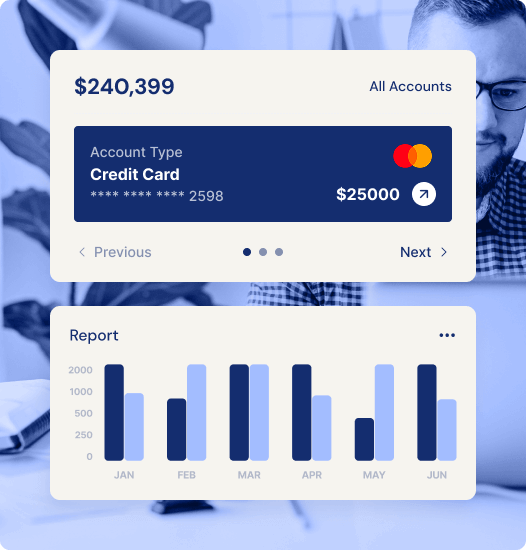 $240,399
All Accounts
Account Type
Credit Card
**** **** **** 2598
$25000
Previous
Next
Report
2000
1000
500
250
0
JAN FEB MAR APR MAY JUN